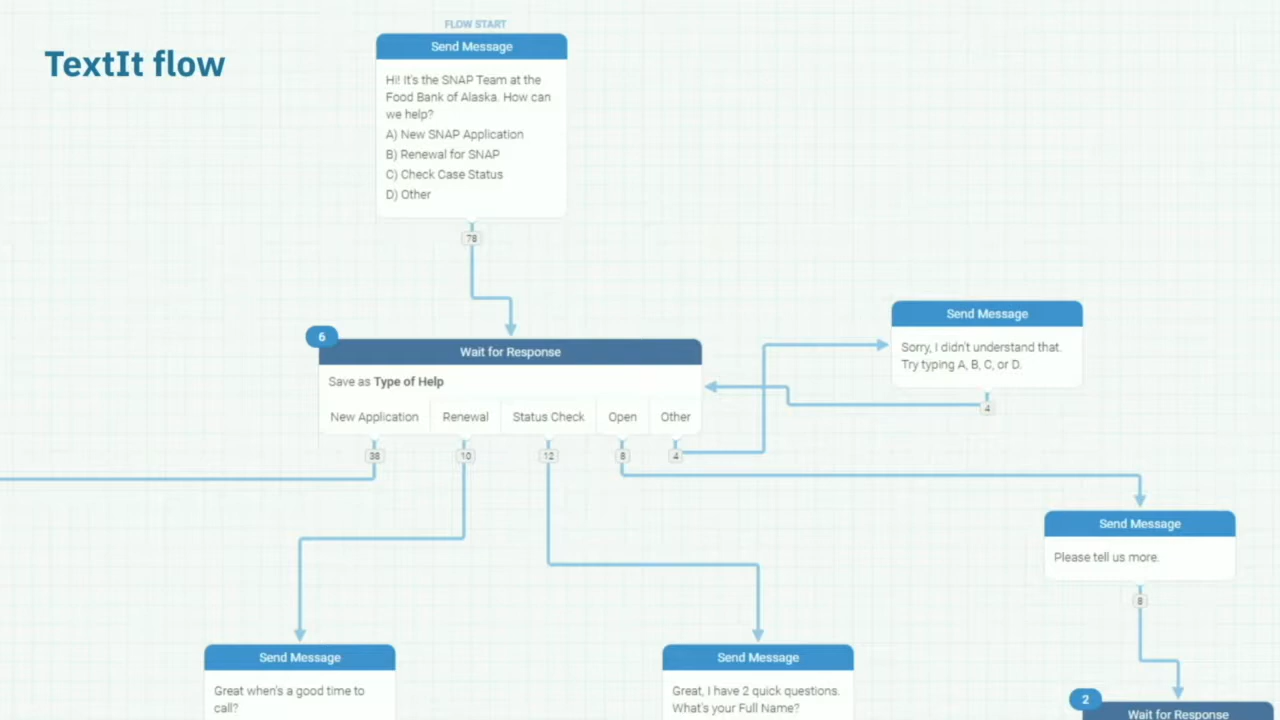 FLOW START
TextIt flow
Send Message
Hi! It's the SNAP Team at the
Food Bank of Alaska. How can
we help?
A) New SNAP Application
B) Renewal for SNAP
C) Check Case Status
D) Other
78
6
Wait for Response
Save as Type of Help
New Application Renewal Status Check Open Other
38 10 12 8 4
Send Message
Sorry, I didn't understand that.
Try typing A, B, C, or D.
4
Send Message
Please tell us more.
8
Send Message
Great when's a good time to
call?
Send Message
Great, I have 2 quick questions.
What's your Full Name?
2
Wait for Response